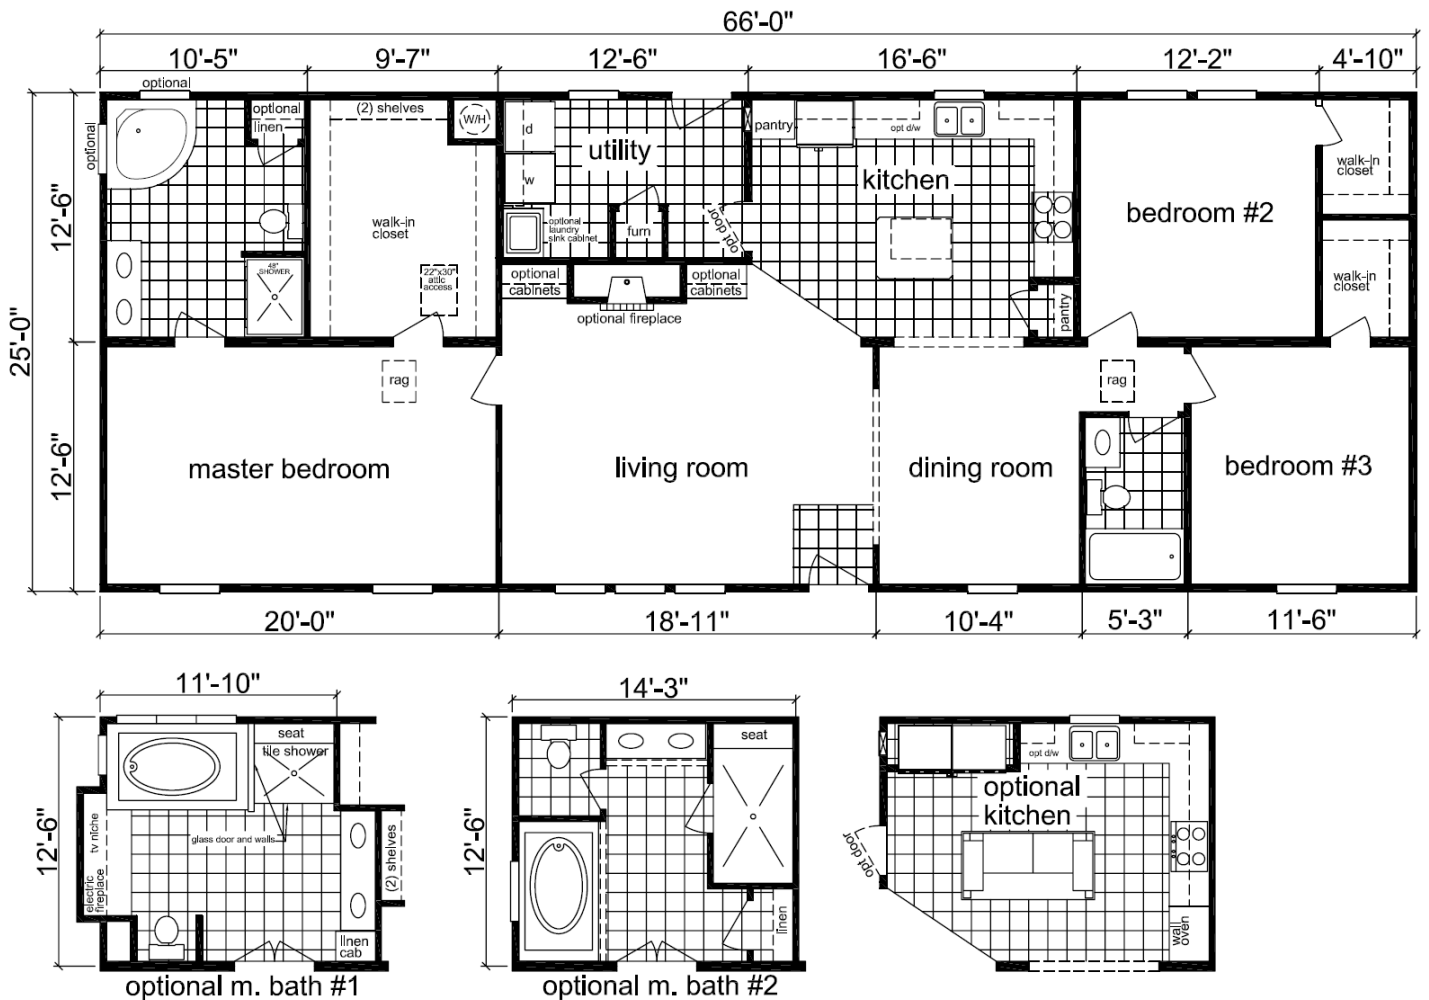 66'-0"
10'-5"
9'-7"
12'-6"
16'-6"
12'-2"
4'-10"
optional
optional
12'-6"
25'-0"
12'-6"
optional
linen
48"
SHOWER
(2) shelves
W/H
walk-in
closet
22"x30"
attic
access
d
w
utility
optional
laundry
sink cabinet
furn
opt door
pantry
opt d/w
kitchen
pantry
bedroom #2
walk-in
closet
walk-in
closet
optional
cabinets
optional
cabinets
optional fireplace
rag
master bedroom
living room
dining room
rag
bedroom #3
20'-0"
18'-11"
10'-4"
5'-3"
11'-6"
11'-10"
12'-6"
seat
tile shower
tv niche
glass door and walls
electric
fireplace
(2) shelves
linen
cab
optional m. bath #1
14'-3"
12'-6"
seat
linen
optional m. bath #2
opt d/w
optional
kitchen
opt door
wall
oven